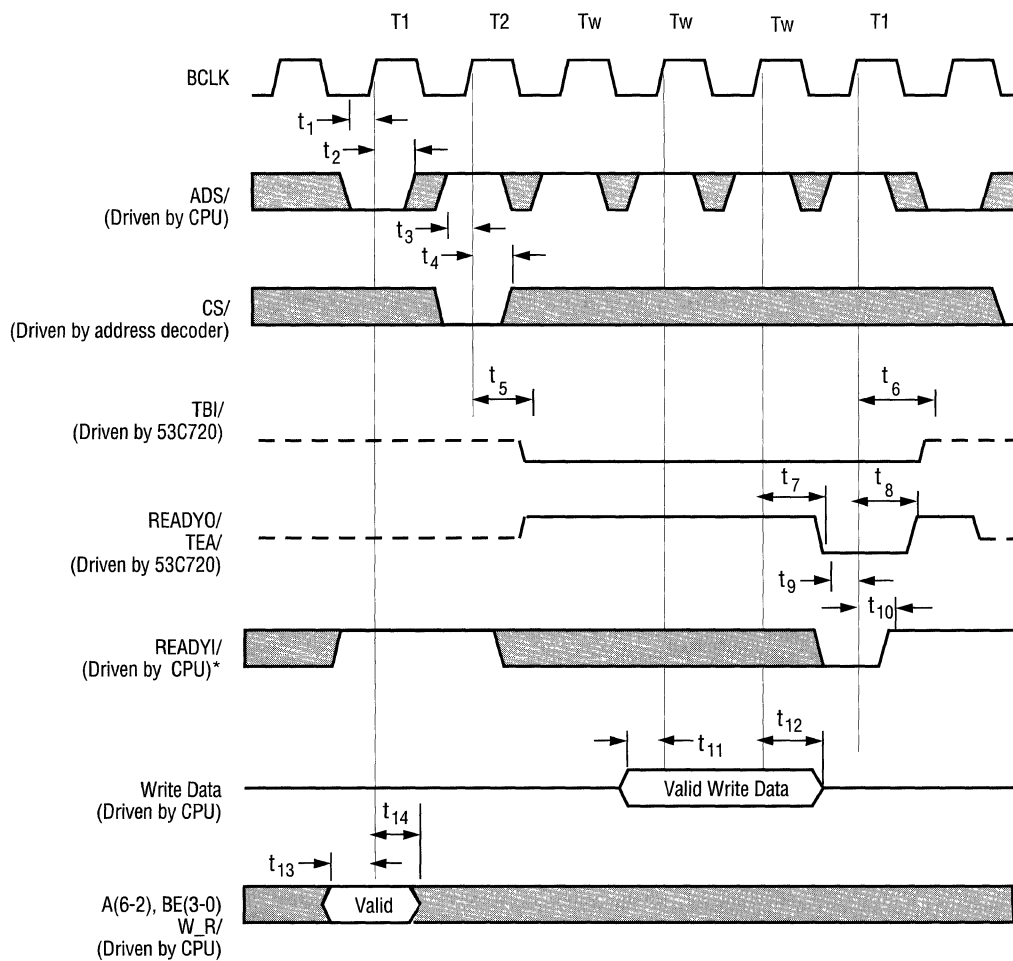 T1 T2 Tw Tw Tw T1
BCLK
t1
t2
ADS/
(Driven by CPU)
t3
t4
CS/
(Driven by address decoder)
t5 t6
TBI/
(Driven by 53C720)
t7 t8
READYO/
TEA/
(Driven by 53C720)
t9
t10
READYI/
(Driven by CPU)*
t11 t12
Write Data Valid Write Data
(Driven by CPU)
t14
t13
A(6-2), BE(3-0) Valid
W_R/
(Driven by CPU)